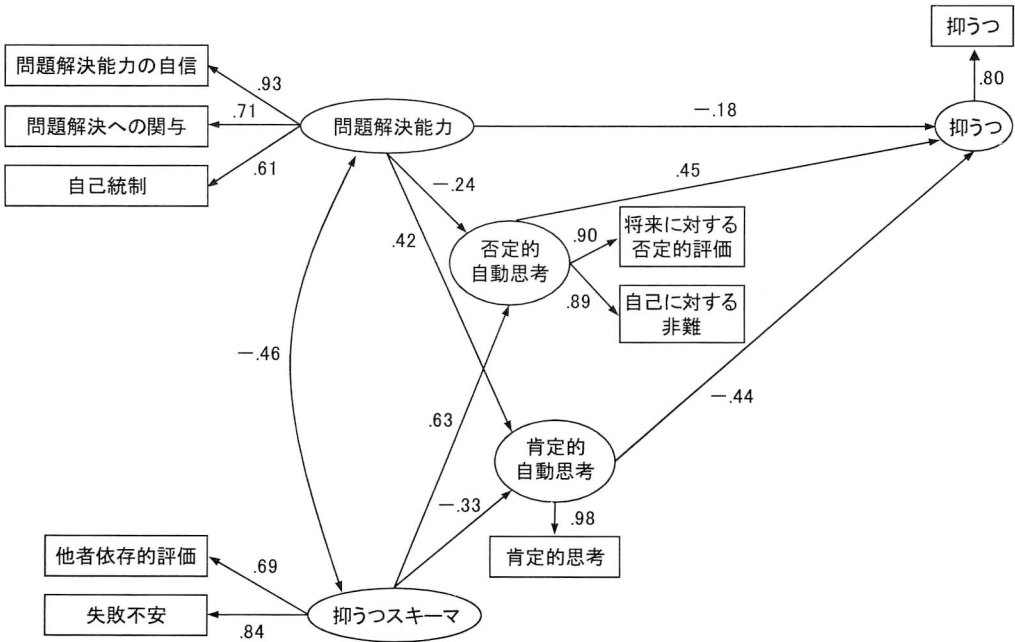 抑うつ
.80
問題解決能力の自信
.93
問題解決への関与
.71
問題解決能力
－.18
抑うつ
自己統制
.61
－.24
.45
.42
否定的
自動思考
.90
将来に対する
否定的評価
.89
自己に対する
非難
－.46
－.44
.63
肯定的
自動思考
－.33
.98
肯定的思考
他者依存的評価
.69
失敗不安
.84
抑うつスキーマ